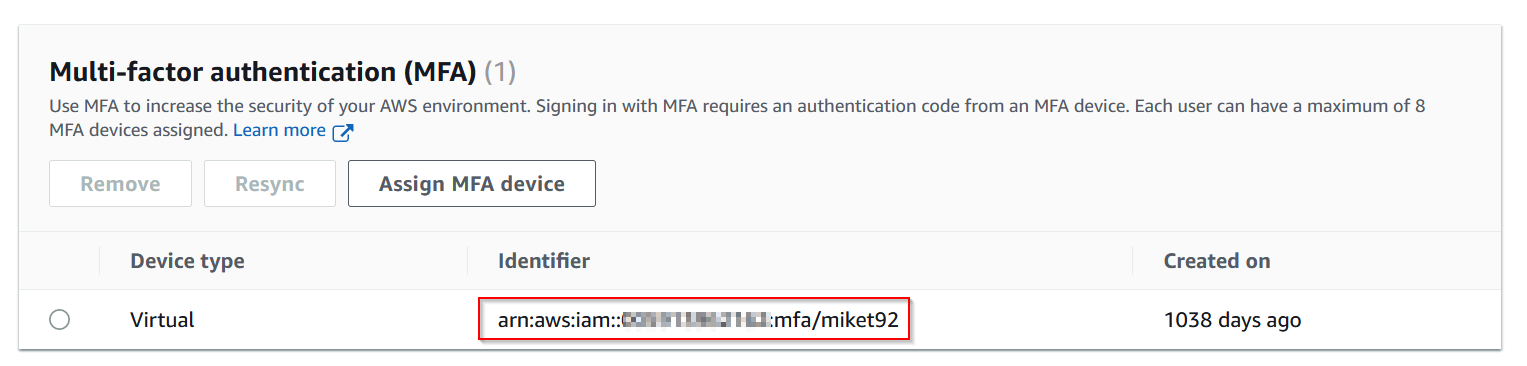 Multi-factor authentication (MFA) (1)
Use MFA to increase the security of your AWS environment. Signing in with MFA requires an authentication code from an MFA device. Each user can have a maximum of 8
MFA devices assigned. Learn more
Remove Resync Assign MFA device
Device type Identifier Created on
Virtual arn:aws:iam:: :mfa/miket92 1038 days ago